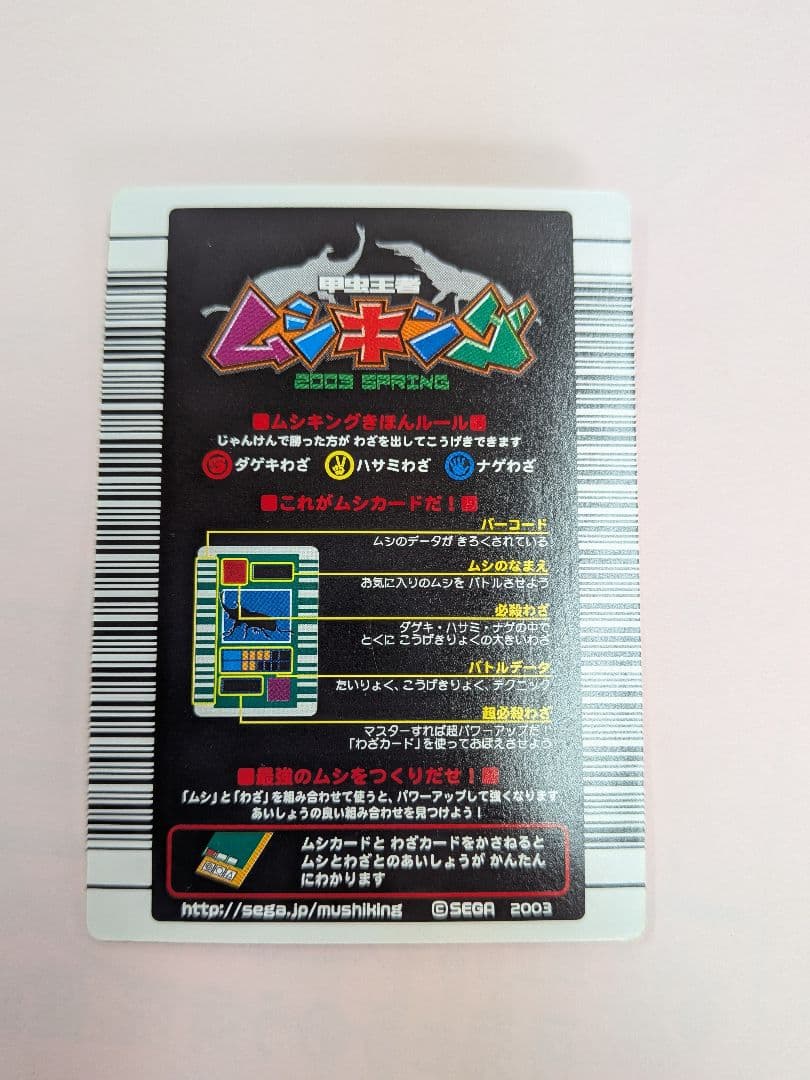 甲虫王者
ムシキング
2003 SPRING
■ムシキングきほんルール■
じゃんけんで勝った方が わざを出してこうげきできます
ダゲキわざ ハサミわざ ナゲわざ
■これがムシカードだ!■
バーコード
ムシのデータが きろくされている
ムシのなまえ
お気に入りのムシを バトルさせよう
必殺わざ
ダゲキ・ハサミ・ナゲの中で
とくに こうげきりょくの大きいわざ
バトルデータ
たいりょく、こうげきりょく、テクニック
超必殺わざ
マスターすれば超パワーアップだ!
「わざカード」を使っておぼえさせよう
■最強のムシをつくりだせ!■
「ムシ」と「わざ」を組み合わせて使うと、パワーアップして強くなります
あいしょうの良い組み合わせを見つけよう!
ムシカードと わざカードをかさねると
ムシとわざとのあいしょうが かんたん
にわかります
http://sega.jp/mushiking ©SEGA 2003